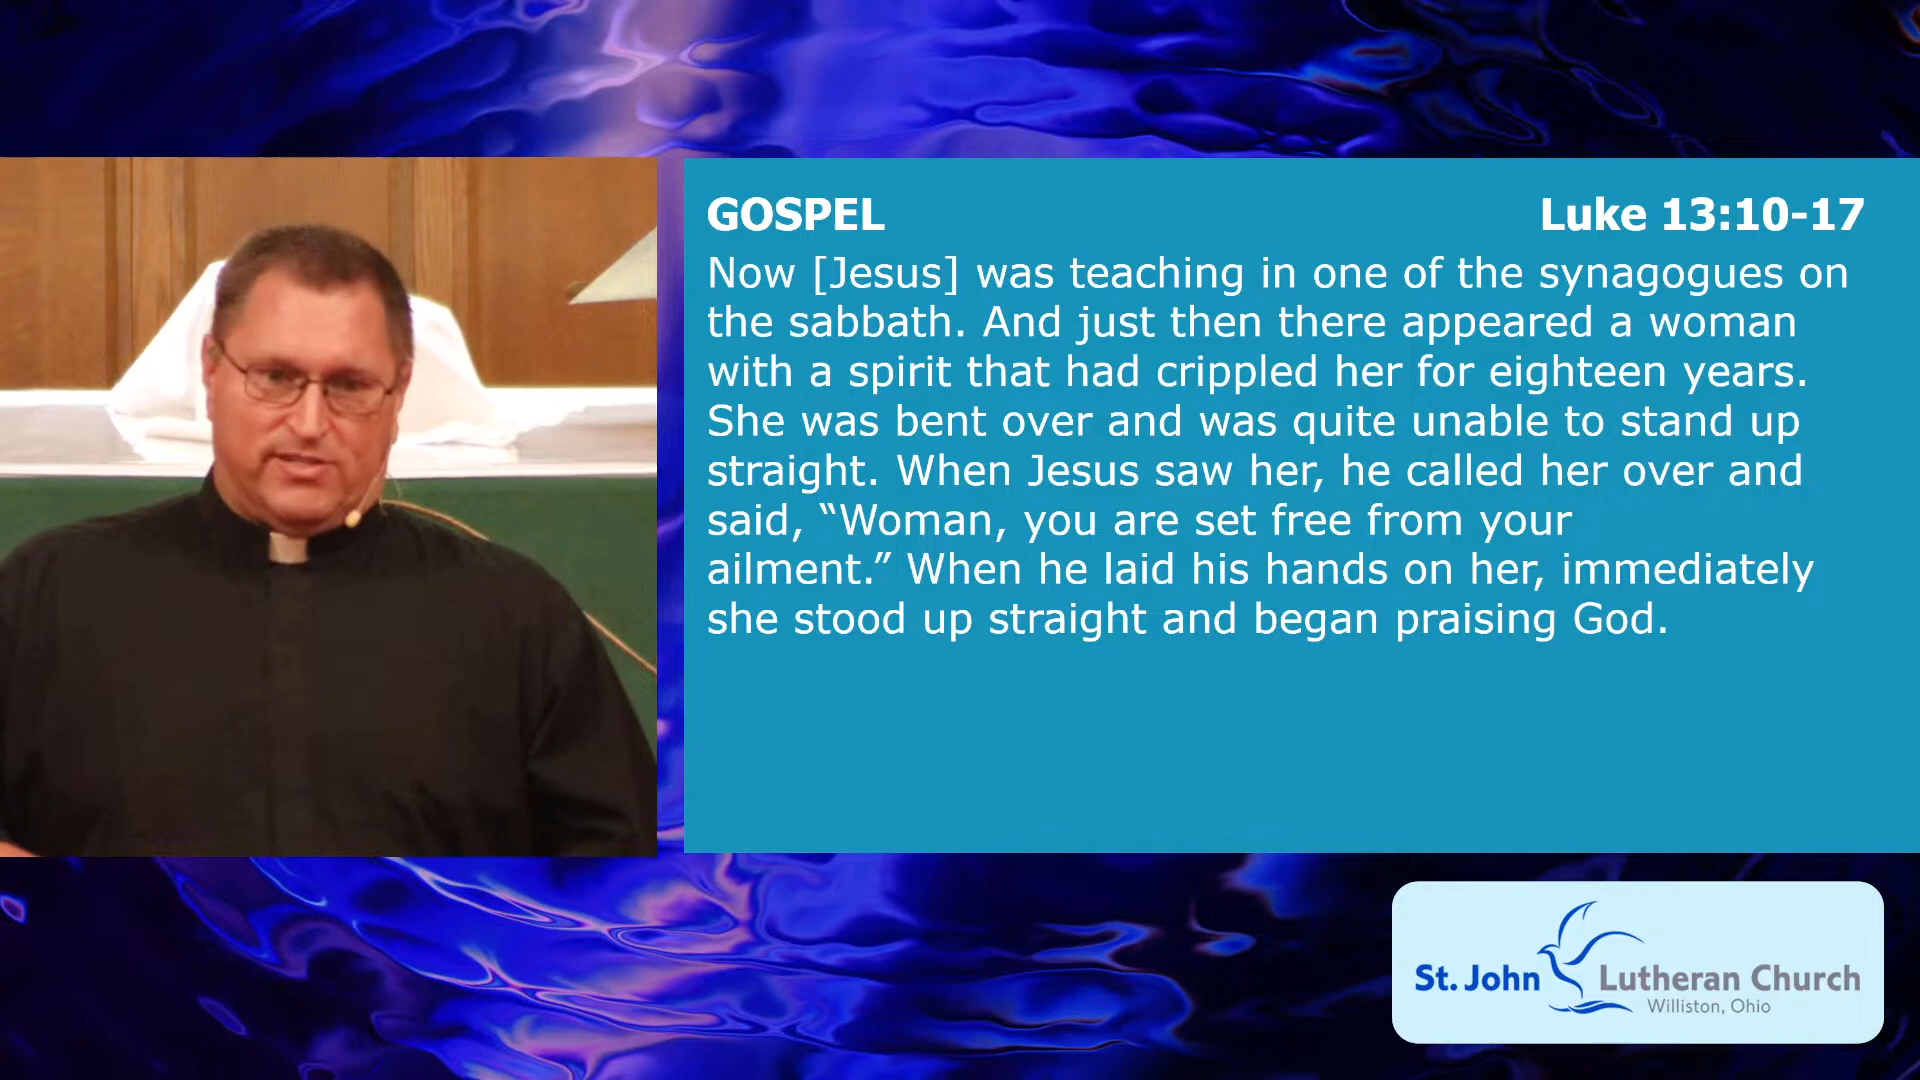 GOSPEL Luke 13:10-17
Now [Jesus] was teaching in one of the synagogues on
the sabbath. And just then there appeared a woman
with a spirit that had crippled her for eighteen years.
She was bent over and was quite unable to stand up
straight. When Jesus saw her, he called her over and
said, “Woman, you are set free from your
ailment.” When he laid his hands on her, immediately
she stood up straight and began praising God.
St. John Lutheran Church
Williston, Ohio